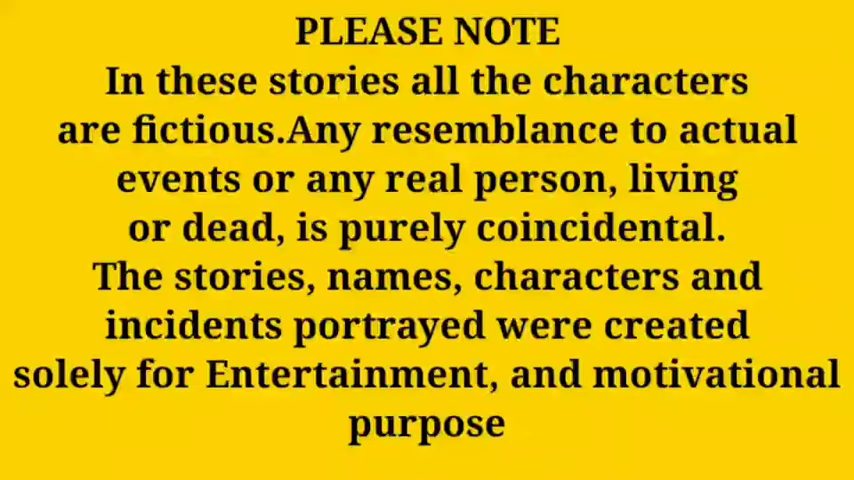 PLEASE NOTE
In these stories all the characters
are fictious.Any resemblance to actual
events or any real person, living
or dead, is purely coincidental.
The stories, names, characters and
incidents portrayed were created
solely for Entertainment, and motivational
purpose